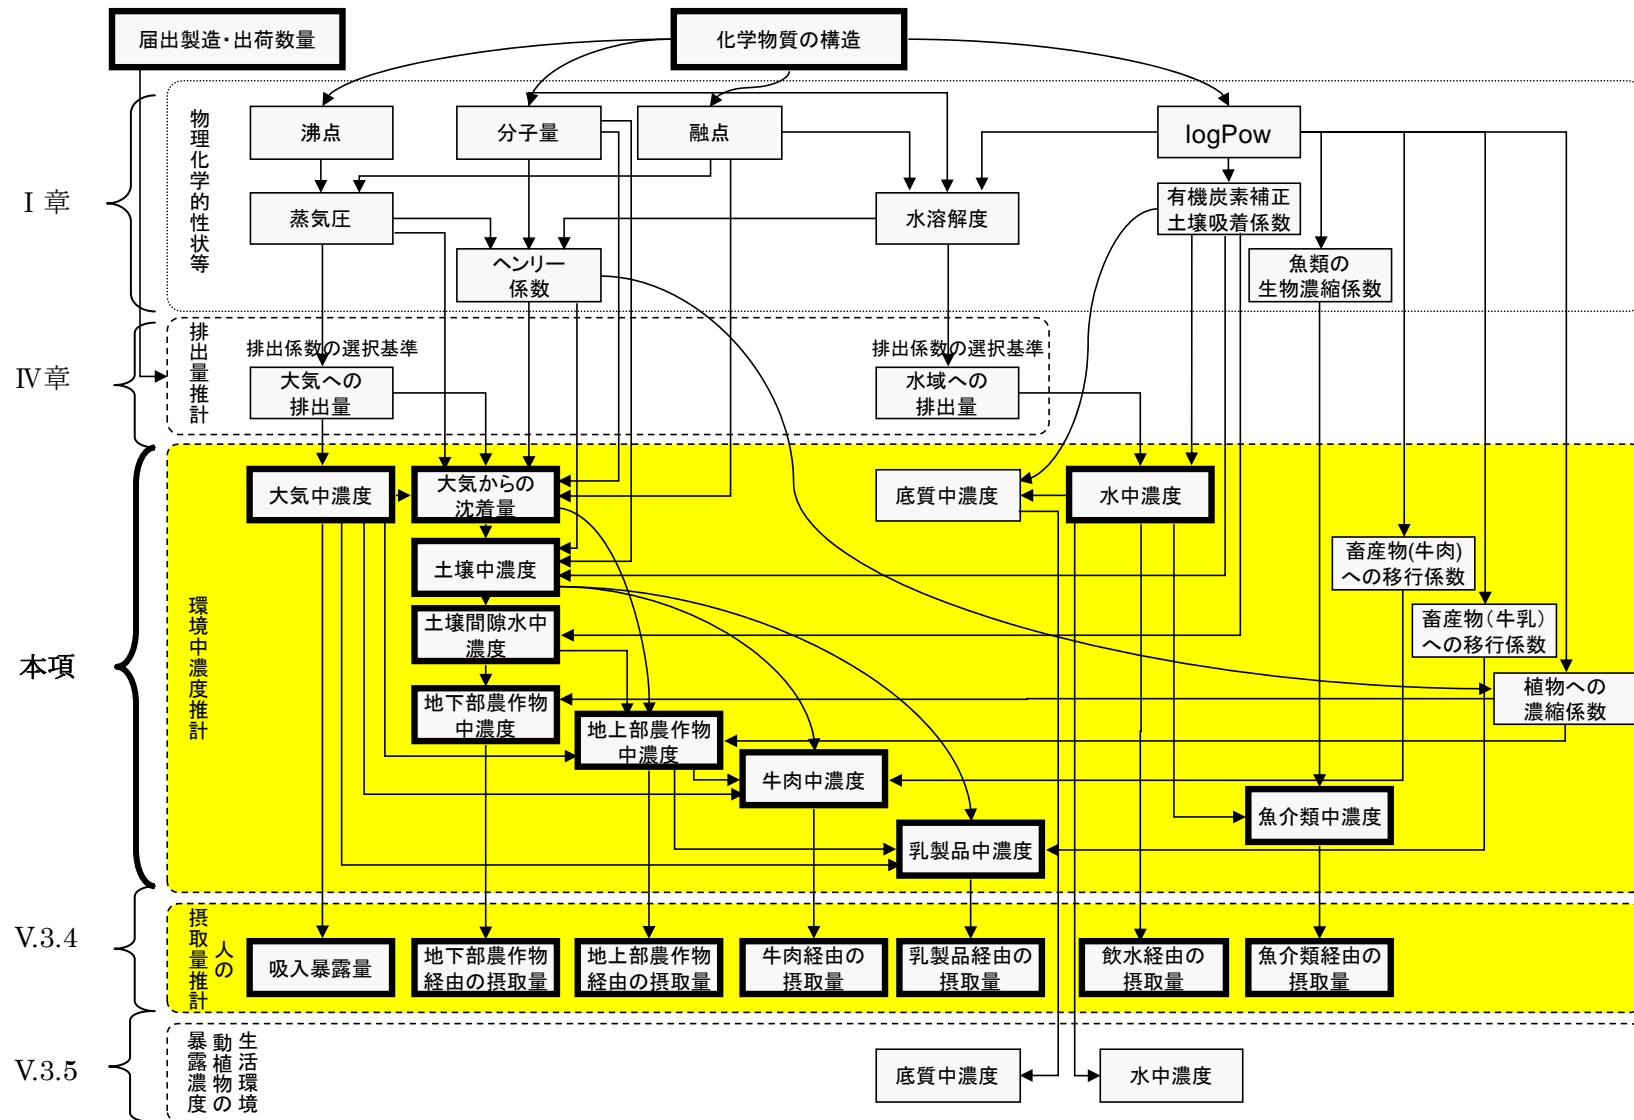 届出製造・出荷数量
化学物質の構造
Ⅰ 章
物理化学的性状等
沸点
分子量
融点
logPow
蒸気圧
水溶解度
有機炭素補正
土壌吸着係数
ヘンリー
係数
魚類の
生物濃縮係数
Ⅳ章
排出量推計
排出係数の選択基準
大気への
排出量
排出係数の選択基準
水域への
排出量
本項
環境中濃度推計
大気中濃度
大気からの
沈着量
底質中濃度
水中濃度
土壌中濃度
畜産物(牛肉)
への移行係数
土壌間隙水中
濃度
畜産物(牛乳)
への移行係数
地下部農作物
中濃度
植物への
濃縮係数
地上部農作物
中濃度
牛肉中濃度
魚介類中濃度
乳製品中濃度
V.3.4
人の
摂取量推計
吸入暴露量
地下部農作物
経由の摂取量
地上部農作物
経由の摂取量
牛肉経由の
摂取量
乳製品経由の
摂取量
飲水経由の
摂取量
魚介類経由の
摂取量
V.3.5
生活環境
動植物の
暴露濃度
底質中濃度
水中濃度